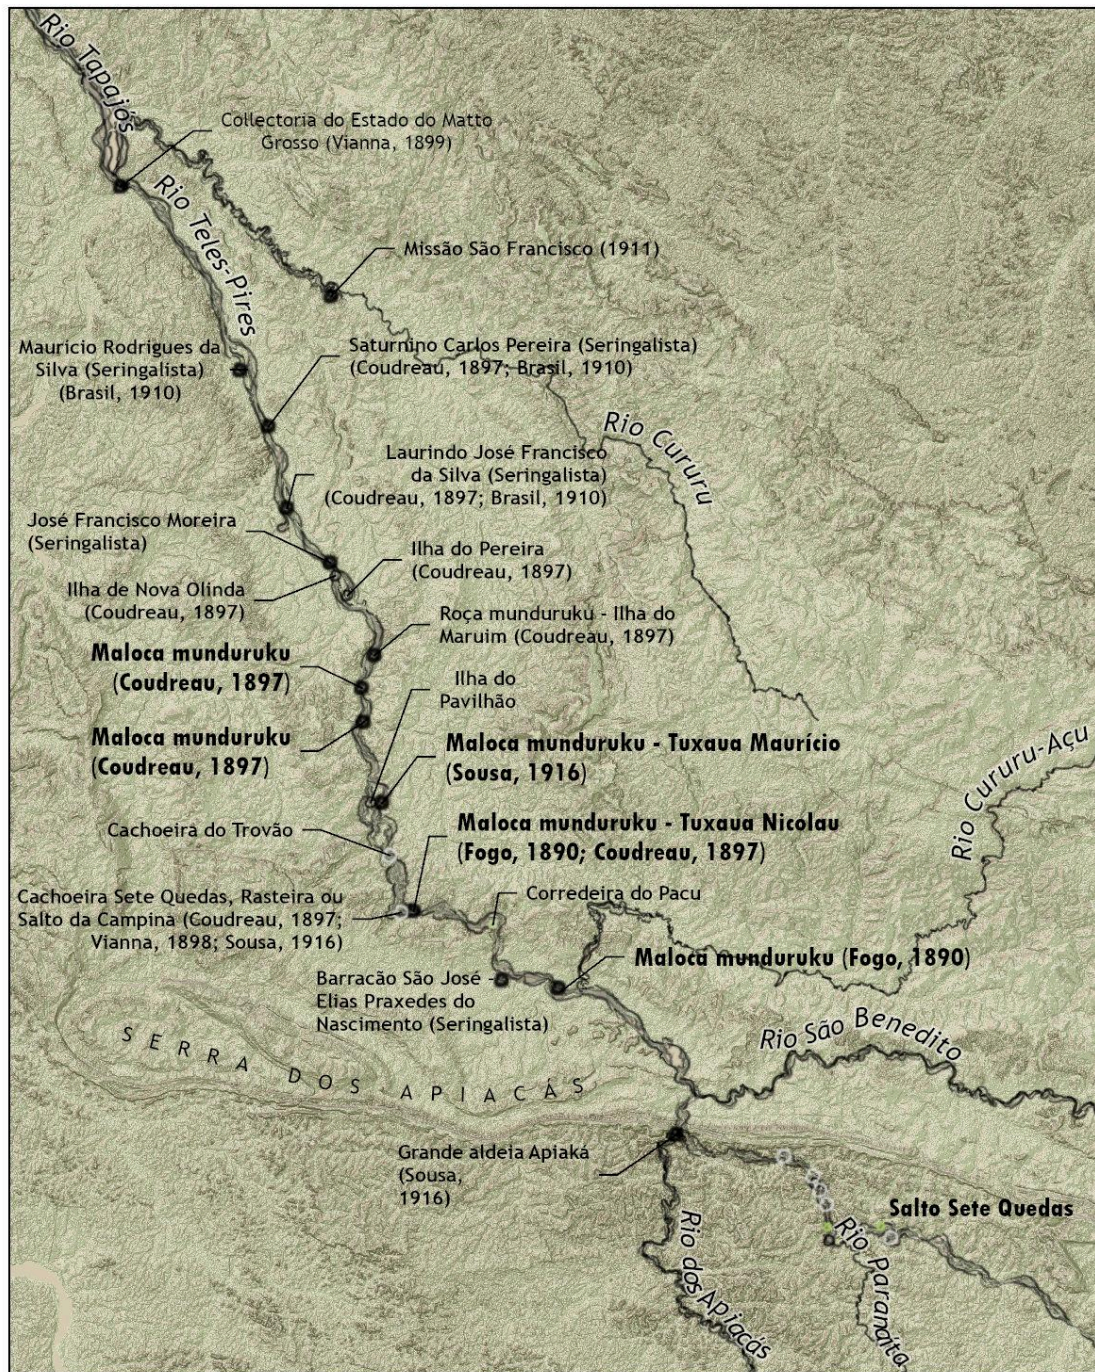 Rio Tapajós
Collectoria do Estado do Matto
Grosso (Vianna, 1899)
Rio Teles-Pires
Missão São Francisco (1911)
Mauricio Rodrigues da
Silva (Seringalista)
(Brasil, 1910)
Saturnino Carlos Pereira (Seringalista)
(Coudreau, 1897; Brasil, 1910)
Rio Cururu
Laurindo José Francisco
da Silva (Seringalista)
(Coudreau, 1897; Brasil, 1910)
José Francisco Moreira
(Seringalista)
Ilha do Pereira
(Coudreau, 1897)
Ilha de Nova Olinda
(Coudreau, 1897)
Roça munduruku - Ilha do
Maruim (Coudreau, 1897)
Maloca munduruku
(Coudreau, 1897)
Ilha do
Pavilhão
Maloca munduruku
(Coudreau, 1897)
Maloca munduruku - Tuxaua Maurício
(Sousa, 1916)
Rio Cururu-Açu
Cachoeira do Trovão
Maloca munduruku - Tuxaua Nicolau
(Fogo, 1890; Coudreau, 1897)
Cachoeira Sete Quedas, Rasteira ou
Salto da Campina (Coudreau, 1897;
Vianna, 1898; Sousa, 1916)
Corredeira do Pacu
Maloca munduruku (Fogo, 1890)
Barracão São José
Elias Praxedes do
Nascimento (Seringalista)
Rio São Benedito
SERRA DOS APIACÁS
Grande aldeia Apiaká
(Sousa,
1916)
Salto Sete Quedas
Rio dos Apiacás
Rio Paranaíta